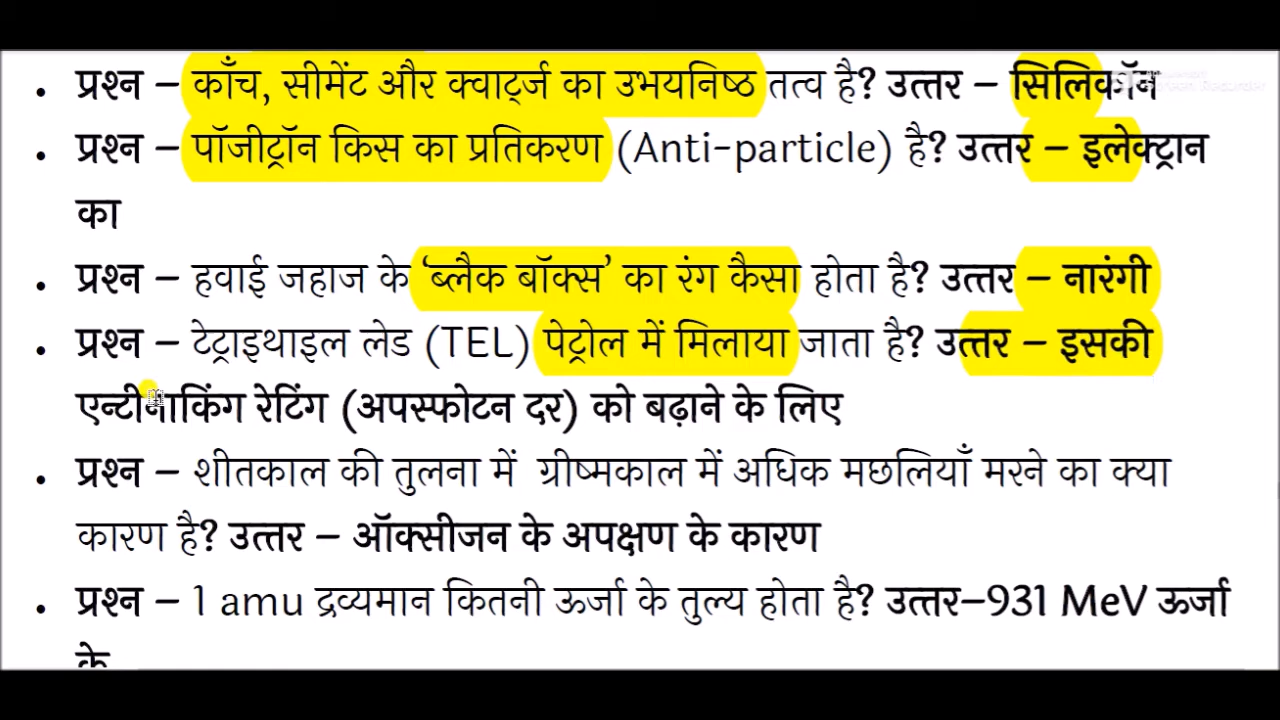 • प्रश्न – काँच, सीमेंट और क्वार्ट्ज का उभयनिष्ठ तत्व है? उत्तर – सिलिकॉन
• प्रश्न – पॉजीट्रॉन किस का प्रतिकरण (Anti-particle) है? उत्तर – इलेक्ट्रान
का
• प्रश्न – हवाई जहाज के ‘ब्लैक बॉक्स’ का रंग कैसा होता है? उत्तर – नारंगी
• प्रश्न – टेट्राइथाइल लेड (TEL) पेट्रोल में मिलाया जाता है? उत्तर – इसकी
एन्टीनाकिंग रेटिंग (अपस्फोटन दर) को बढ़ाने के लिए
• प्रश्न – शीतकाल की तुलना में ग्रीष्मकाल में अधिक मछलियाँ मरने का क्या
कारण है? उत्तर – ऑक्सीजन के अपक्षण के कारण
• प्रश्न – 1 amu द्रव्यमान कितनी ऊर्जा के तुल्य होता है? उत्तर–931 MeV ऊर्जा
के